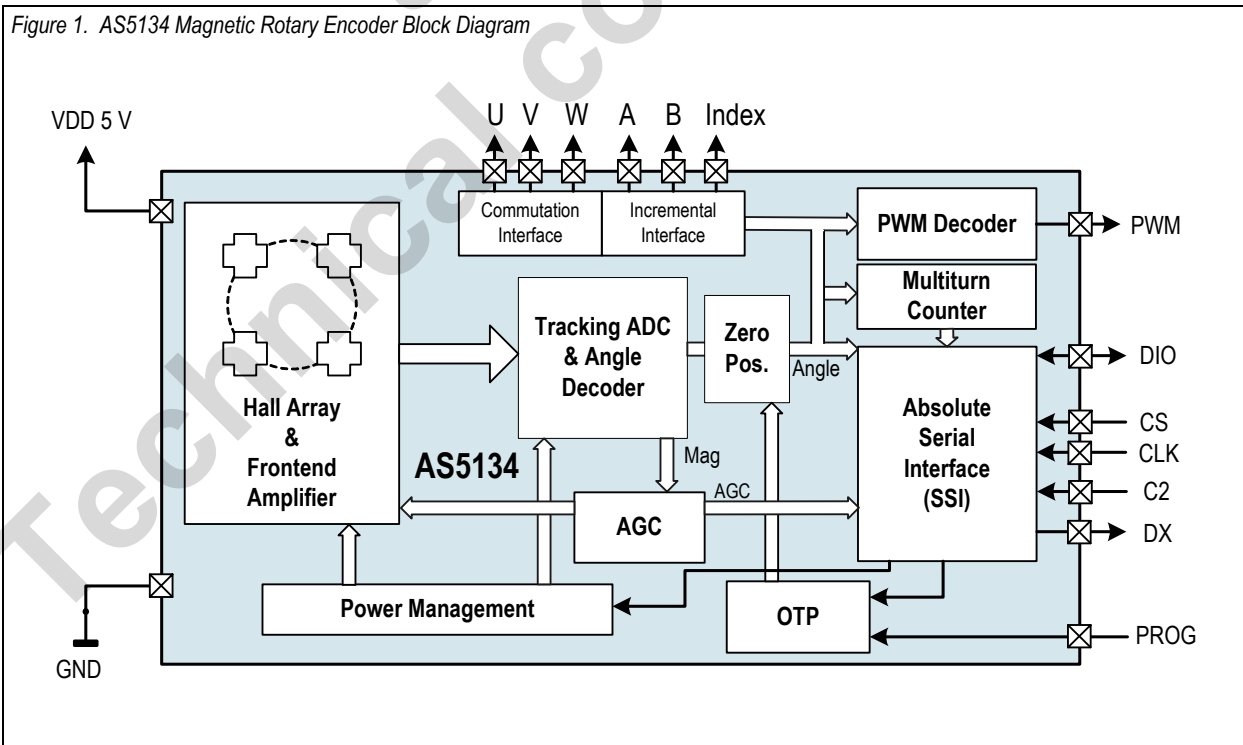 Figure 1. AS5134 Magnetic Rotary Encoder Block Diagram
U V W A B Index
VDD 5 V
Commutation
Interface
Incremental
Interface
PWM Decoder
PWM
Multiturn
Counter
Tracking ADC
& Angle
Decoder
Zero
Pos.
Angle
DIO
Hall Array
&
Frontend
Amplifier
Absolute
Serial
Interface
(SSI)
CS
CLK
C2
DX
AS5134
Mag
AGC
AGC
Power Management
OTP
PROG
GND
Technical co